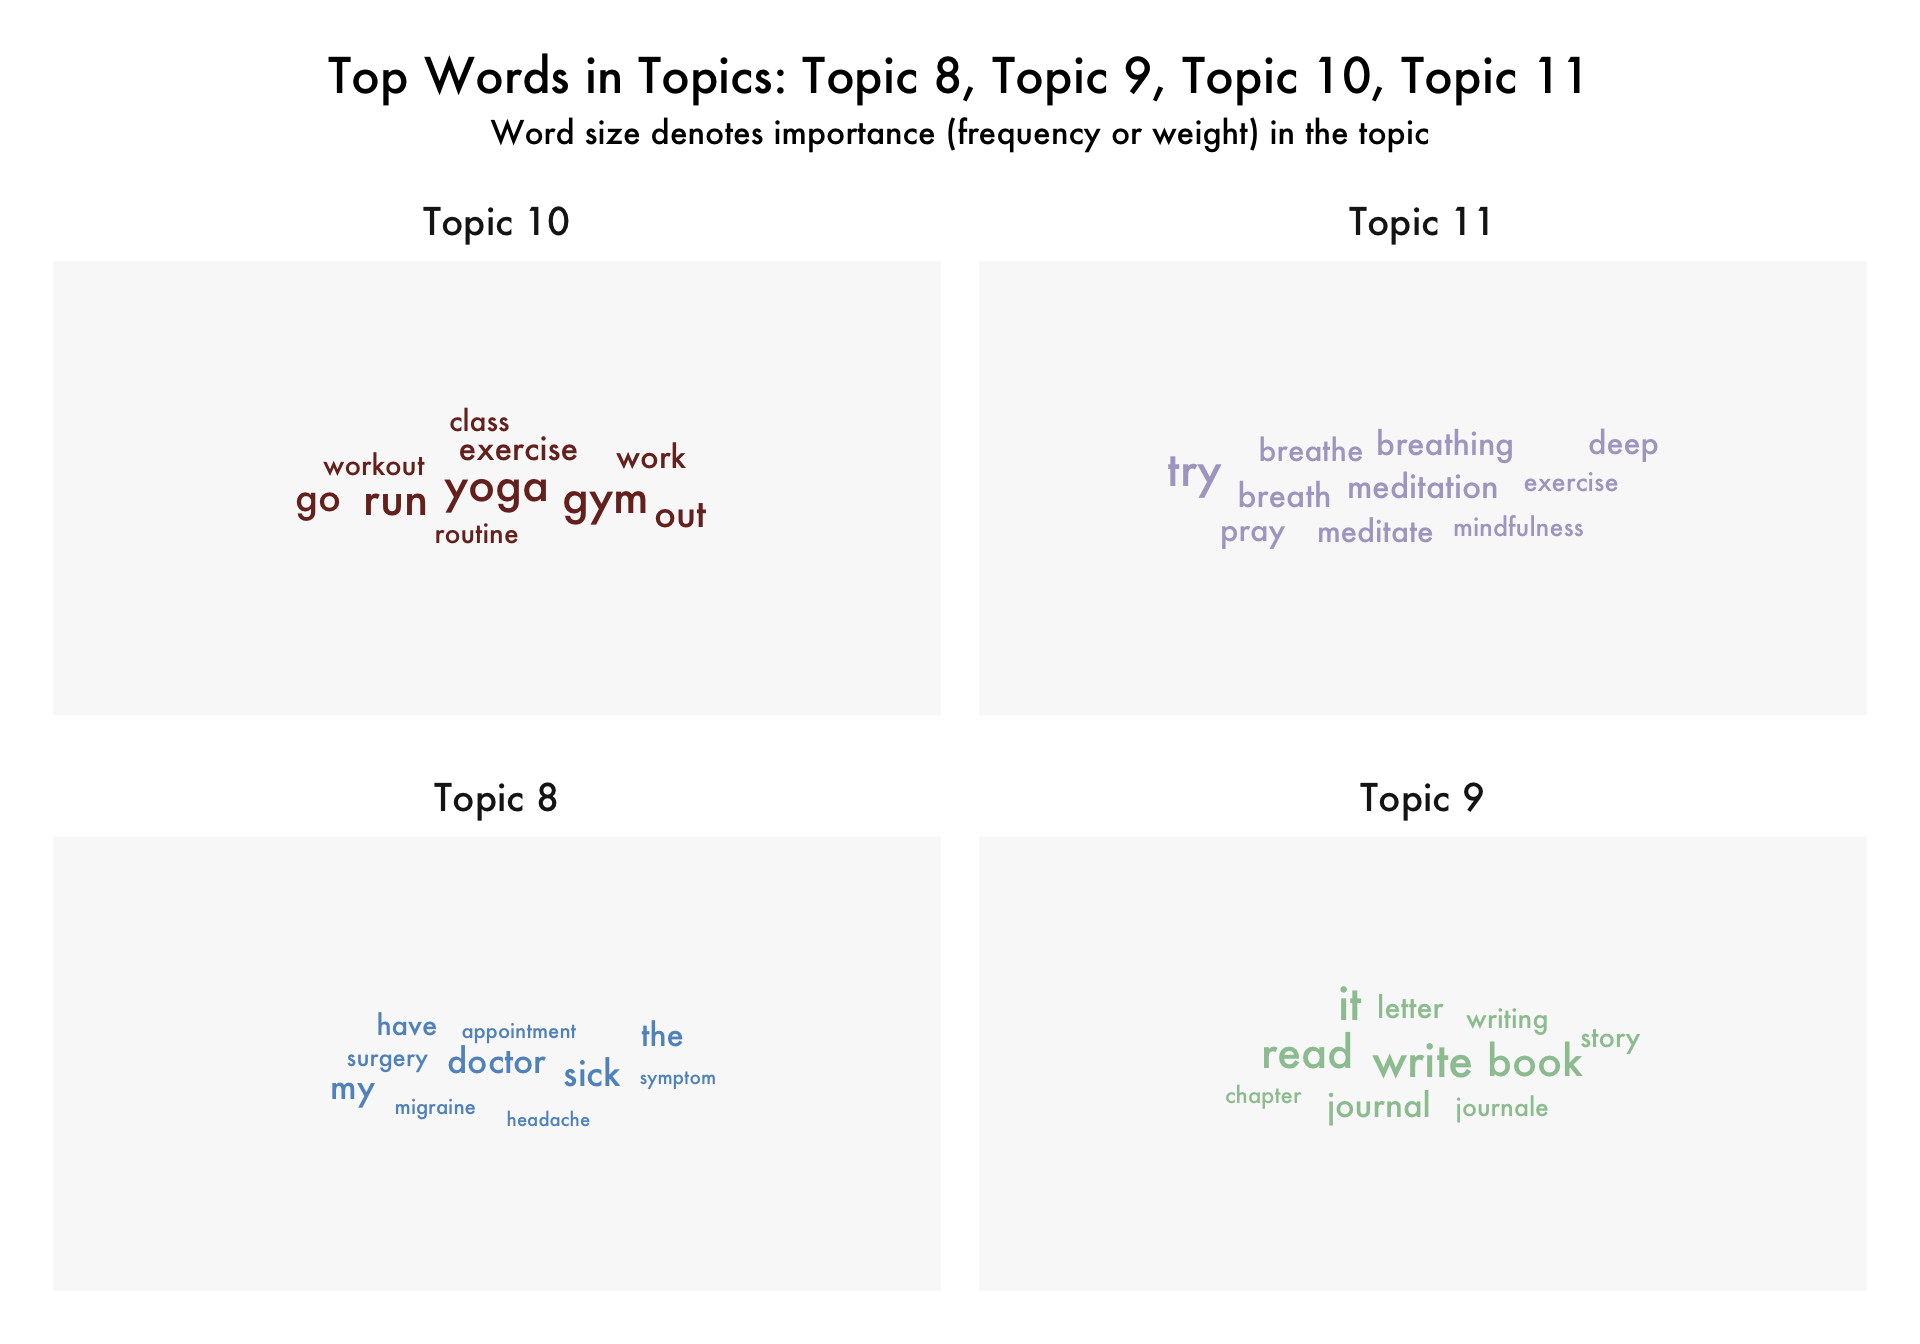 Top Words in Topics: Topic 8, Topic 9, Topic 10, Topic 11
Word size denotes importance (frequency or weight) in the topic
Topic 10
class
exercise
work
workout
yoga
go
run
gym
out
routine
Topic 11
breathe
breathing
deep
try
breath
meditation
exercise
pray
meditate
mindfulness
Topic 8
have
appointment
the
surgery
doctor
sick
symptom
my
migraine
headache
Topic 9
it
letter
writing
story
read
write
book
chapter
journal
journale